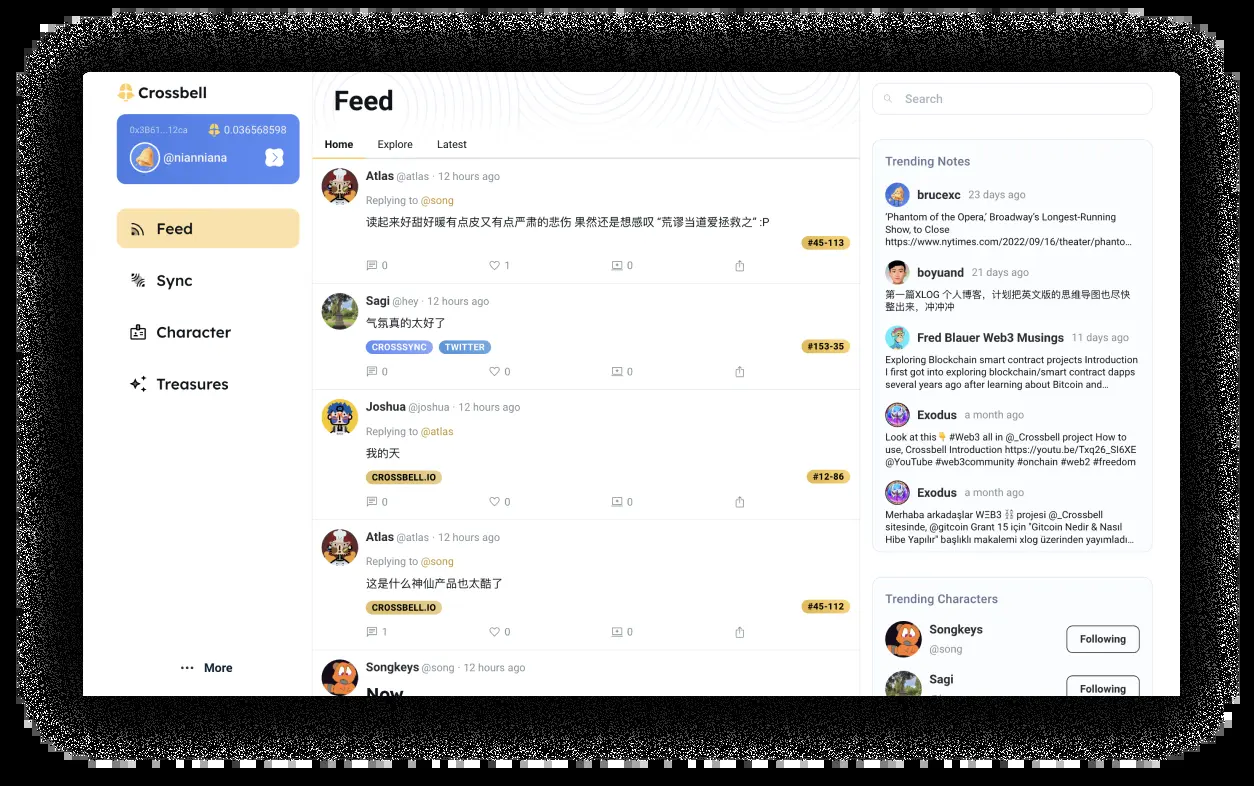 Crossbell
0x3B61...12ca 0.036568598
@nianniana
Feed
Sync
Character
Treasures
More
Feed
Home Explore Latest
Atlas @atlas · 12 hours ago
Replying to @song
读起来好甜好暖有点皮又有点严肃的悲伤 果然还是想感叹 “荒谬当道爱拯救之” :P
#45-113
0 1 0
Sagi @hey · 12 hours ago
气氛真的太好了
CROSSSYNC TWITTER
#153-35
0 0 0
Joshua @joshua · 12 hours ago
Replying to @atlas
我的天
CROSSBELL.IO
#12-86
0 0 0
Atlas @atlas · 12 hours ago
Replying to @song
这是什么神仙产品也太酷了
CROSSBELL.IO
#45-112
1 0 0
Songkeys @song · 12 hours ago
Now
Search
Trending Notes
brucexc 23 days ago
‘Phantom of the Opera,’ Broadway’s Longest-Running
Show, to Close
https://www.nytimes.com/2022/09/16/theater/phanto…
boyuand 21 days ago
第一篇XLOG 个人博客，计划把英文版的思维导图也尽快
整出来，冲冲冲
Fred Blauer Web3 Musings 11 days ago
Exploring Blockchain smart contract projects Introduction
I first got into exploring blockchain/smart contract dapps
several years ago after learning about Bitcoin and…
Exodus a month ago
Look at this👇 #Web3 all in @_Crossbell project How to
use, Crossbell Introduction https://youtu.be/Txq26_SI6XE
@YouTube #web3community #onchain #web2 #freedom
Exodus a month ago
Merhaba arkadaşlar WΞB3 ⛓ projesi @_Crossbell
sitesinde, @gitcoin Grant 15 için "Gitcoin Nedir & Nasıl
Hibe Yapılır" başlıklı makalemi xlog üzerinden yayımladı…
Trending Characters
Songkeys
@song
Following
Sagi
Following